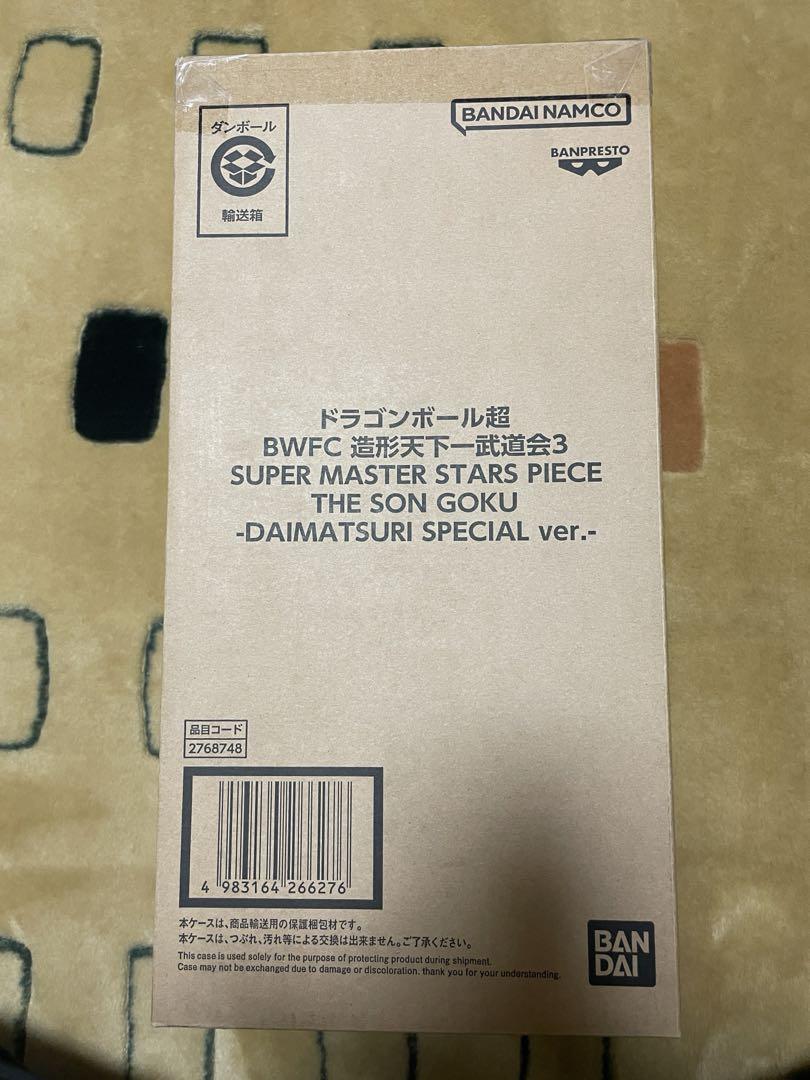 ダンボール
輸送箱
BANDAI NAMCO
BANPRESTO
ドラゴンボール超
BWFC 造形天下一武道会3
SUPER MASTER STARS PIECE
THE SON GOKU
-DAIMATSURI SPECIAL ver.-
品目コード
2768748
4 983164 266276
本ケースは、商品輸送用の保護梱包材です。
本ケースは、つぶれ、汚れ等による交換は出来ません。ご了承ください。
This case is used solely for the purpose of protecting product during shipment.
Case may not be exchanged due to damage or discoloration. thank you for your understanding.
BAN
DAI